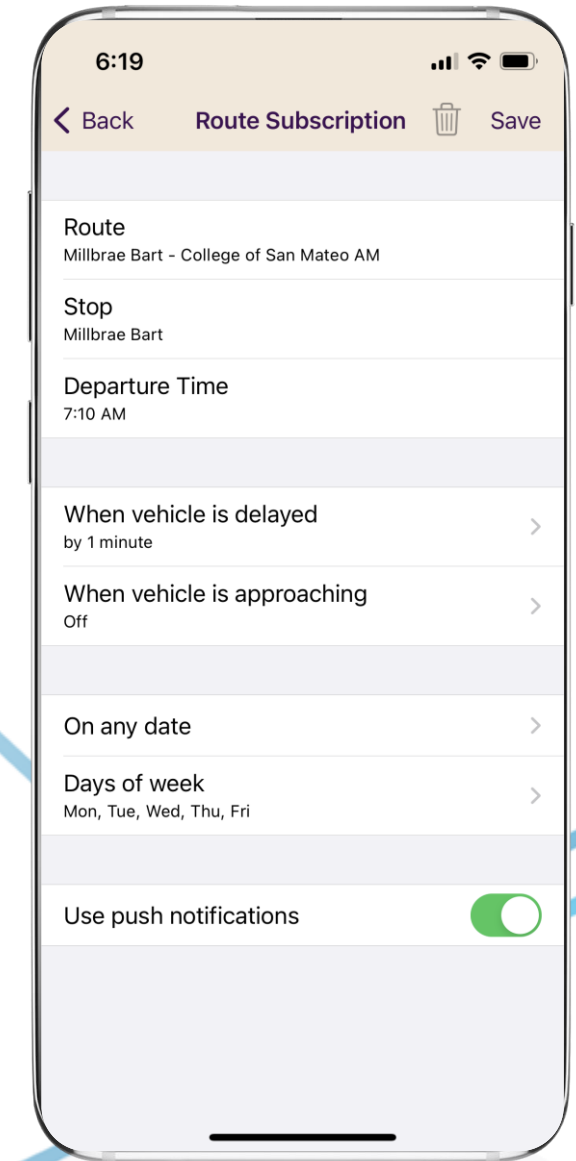 6:19
Back Route Subscription Save
Route
Millbrae Bart - College of San Mateo AM
Stop
Millbrae Bart
Departure Time
7:10 AM
When vehicle is delayed
by 1 minute
When vehicle is approaching
Off
On any date
Days of week
Mon, Tue, Wed, Thu, Fri
Use push notifications